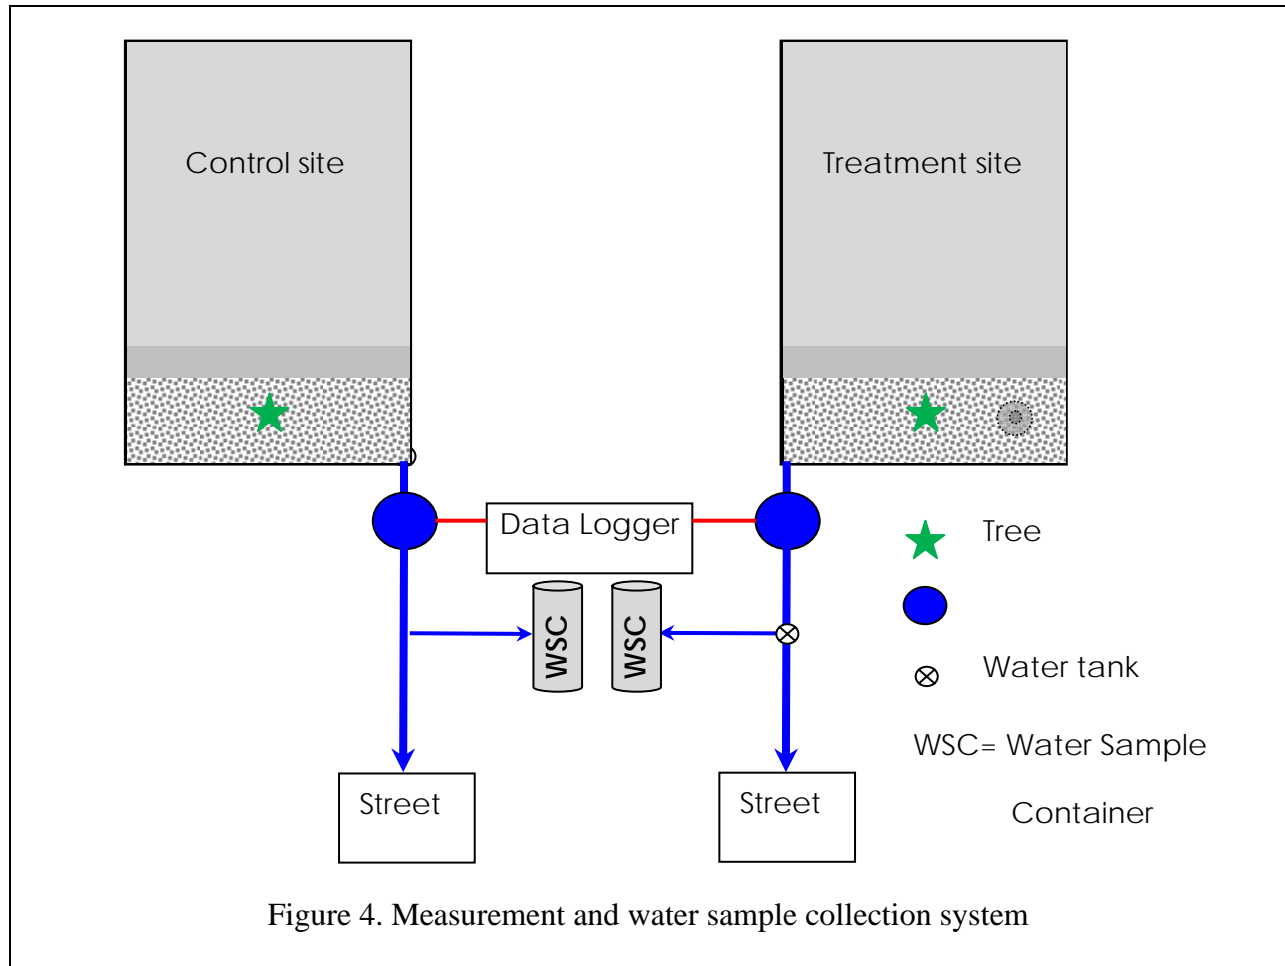 Control site
Treatment site
Data Logger
Tree
WSC
WSC
Water tank
WSC= Water Sample
Container
Street
Street
Figure 4. Measurement and water sample collection system